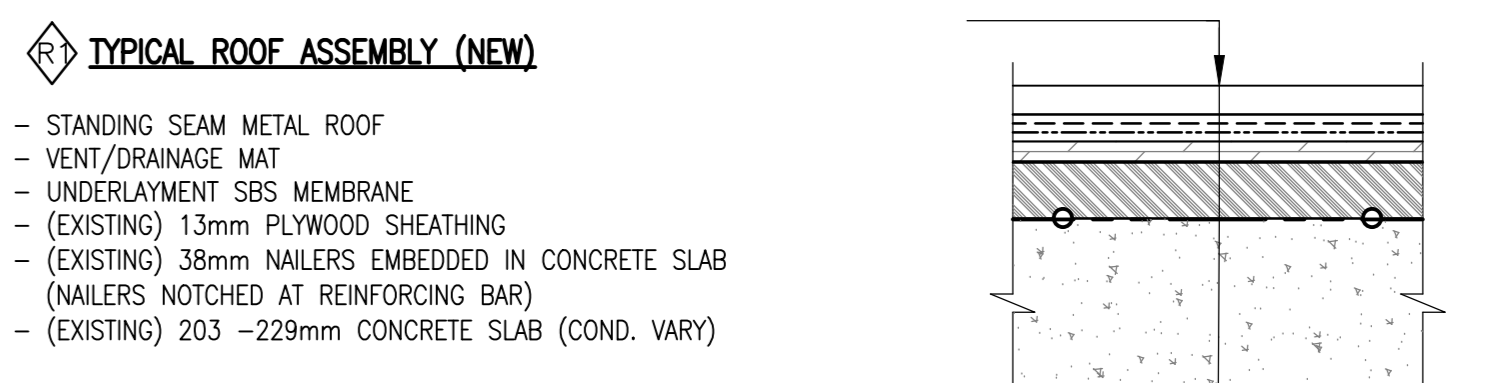 R1 TYPICAL ROOF ASSEMBLY (NEW)
– STANDING SEAM METAL ROOF
– VENT/DRAINAGE MAT
– UNDERLAYMENT SBS MEMBRANE
– (EXISTING) 13mm PLYWOOD SHEATHING
– (EXISTING) 38mm NAILERS EMBEDDED IN CONCRETE SLAB
(NAILERS NOTCHED AT REINFORCING BAR)
– (EXISTING) 203 –229mm CONCRETE SLAB (COND. VARY)